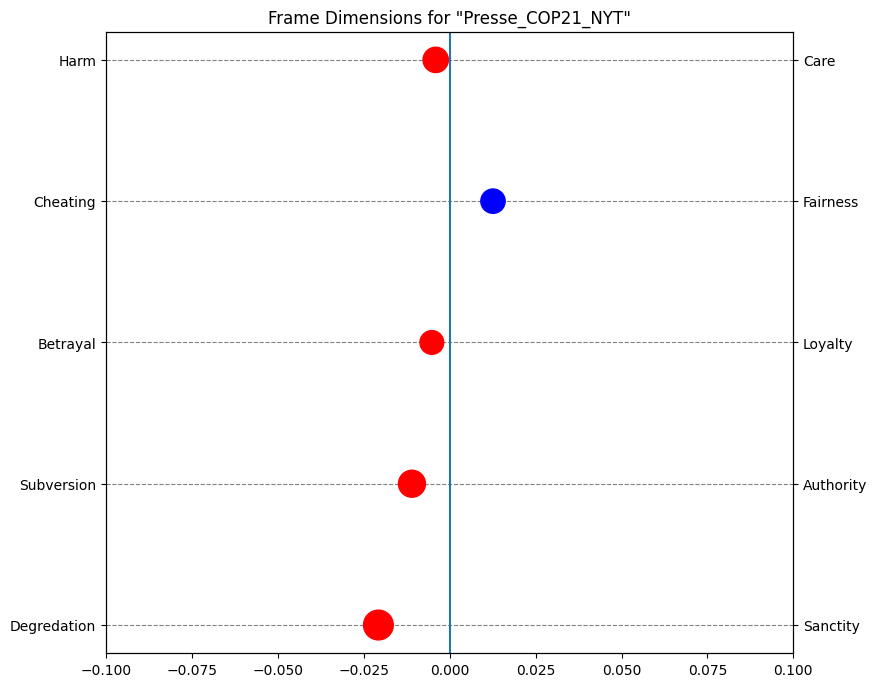 Frame Dimensions for "Presse_COP21_NYT"
Harm Care
Cheating Fairness
Betrayal Loyalty
Subversion Authority
Degredation Sanctity
−0.100 −0.075 −0.050 −0.025 0.000 0.025 0.050 0.075 0.100